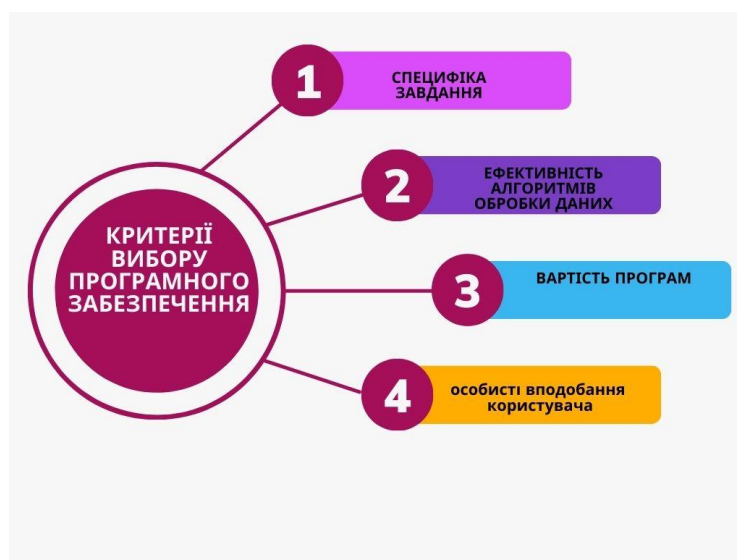 КРИТЕРІЇ
ВИБОРУ
ПРОГРАМНОГО
ЗАБЕЗПЕЧЕННЯ
1
СПЕЦИФІКА
ЗАВДАННЯ
2
ЕФЕКТИВНІСТЬ
АЛГОРИТМІВ
ОБРОБКИ ДАНИХ
3
ВАРТІСТЬ ПРОГРАМ
4
особисті вподобання
користувача